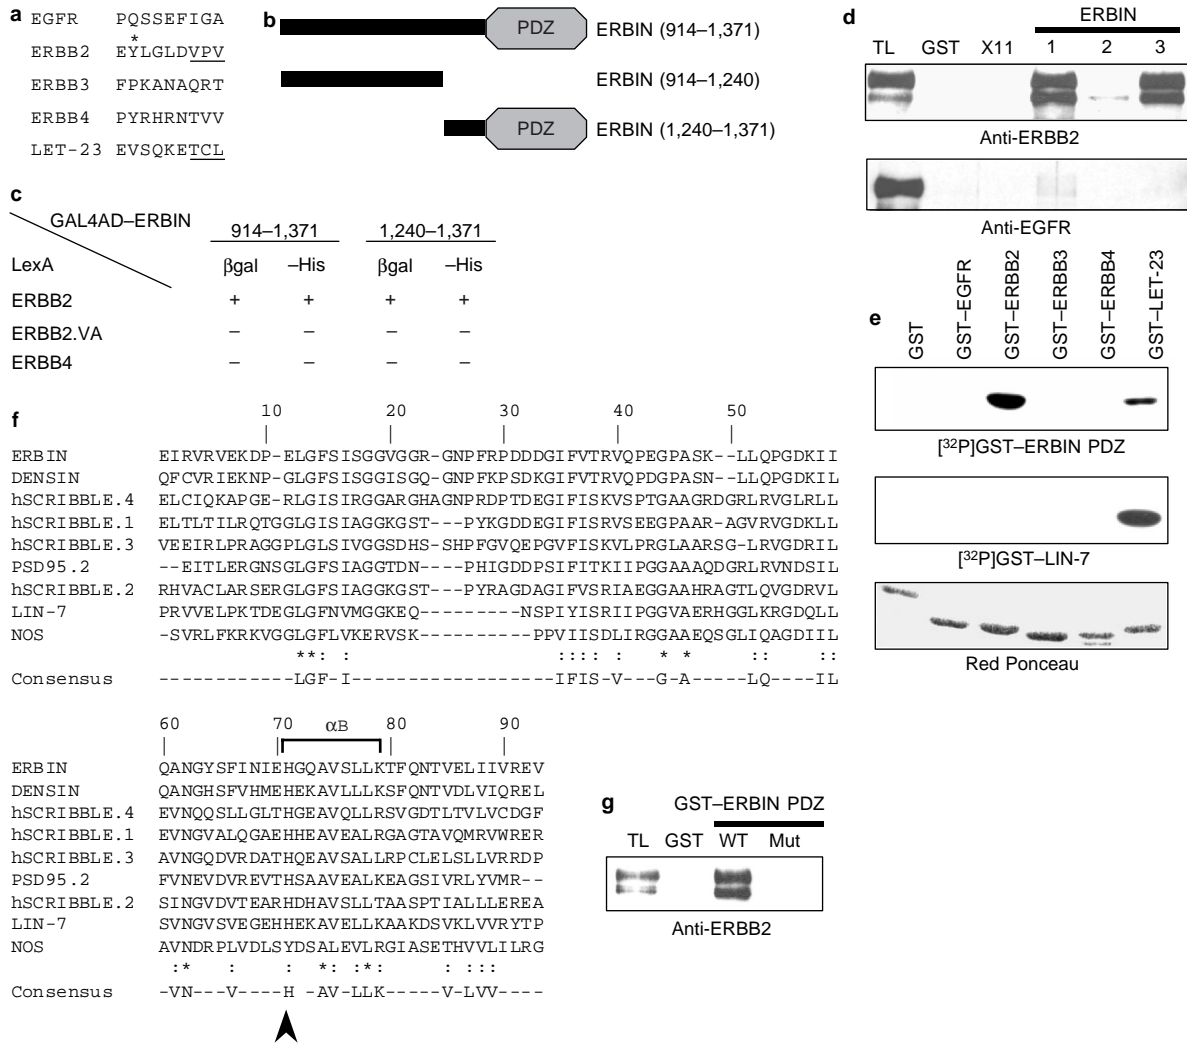 a
EGFR PQSSEFIGA
*
ERBB2 EYLGLDVPV
ERBB3 FPKANAQRT
ERBB4 PYRHRNTVV
LET-23 EVSQKETCL
b
PDZ ERBIN (914–1,371)
ERBIN (914–1,240)
PDZ ERBIN (1,240–1,371)
c
GAL4AD–ERBIN
914–1,371 1,240–1,371
LexA βgal –His βgal –His
ERBB2 + + + +
ERBB2.VA – – – –
ERBB4 – – – –
d
ERBIN
TL GST X11 1 2 3
Anti-ERBB2
Anti-EGFR
e
GST GST–EGFR GST–ERBB2 GST–ERBB3 GST–ERBB4 GST–LET-23
[32P]GST–ERBIN PDZ
[32P]GST–LIN-7
Red Ponceau
f
10 20 30 40 50
ERBIN EIRVRVEKDP-ELGFSISGGVGGR-GNPFRPDDDGIFVTRVQPEGPASK--LLQPGDKII
DENSIN QFCVRIEKNP-GLGFSISGGISGQ-GNPFKPSDKGIFVTRVQPDGPASN--LLQPGDKIL
hSCRIBBLE.4 ELCIQKAPGE-RLGISIRGGARGHAGNPRDPTDEGIFISKVSPTGAAGRDGRLRVGLRLL
hSCRIBBLE.1 ELTLTILRQTGGLGISIAGGKGST---PYKGDDEGIFISRVSEEGPAAR-AGVRVGDKLL
hSCRIBBLE.3 VEEIRLPRAGGPLGLSIVGGSDHS-SHPFGVQEPGVFISKVLPRGLAARSG-LRVGDRIL
PSD95.2 --EITLERGNSGLGFSIAGGTDN---PHIGDDPSIFITKIIPGGAAAQDGRLRVNDSIL
hSCRIBBLE.2 RHVACLARSERGLGFSIAGGKGST---PYRAGDAGIFVSRIAEGGAAHRAGTLQVGDRVL
LIN-7 PRVVELPKTDEGLGFNVMGGKEQ---------NSPIYISRIIPGGVAERHGGLKRGDQLL
NOS -SVRLFKRKVGGLGFLVKERVSK----------PPVIISDLIRGGAAEQSGLIQAGDIIL
**: : :::: : * * :: ::
Consensus ------------LGF-I------------------IFIS-V---G-A-----LQ----IL
60 70 αB 80 90
ERBIN QANGYSFINIEHGQAVSLLKTFQNTVELIIVREV
DENSIN QANGHSFVHMEHEKAVLLLKSFQNTVDLVIQREL
hSCRIBBLE.4 EVNQQSLLGLTHGEAVQLLRSVGDTLTVLVCDGF
hSCRIBBLE.1 EVNGVALQGAEHHEAVEALRGAGTAVQMRVWRER
hSCRIBBLE.3 AVNGQDVRDATHQEAVSALLRPCLELSLLVRRDP
PSD95.2 FVNEVDVREVTHSAAVEALKEAGSIVRLYVMR--
hSCRIBBLE.2 SINGVDVTEARHDHAVSLLTAASPTIALLLEREA
LIN-7 SVNGVSVEGEHHEKAVELLKAAKDSVKLVVRYTP
NOS AVNDRPLVDLSYDSALEVLRGIASETHVVLILRG
:* : : *: :*: : :::
Consensus -VN---V----H -AV-LLK-----V-LVV----
g
GST–ERBIN PDZ
TL GST WT Mut
Anti-ERBB2